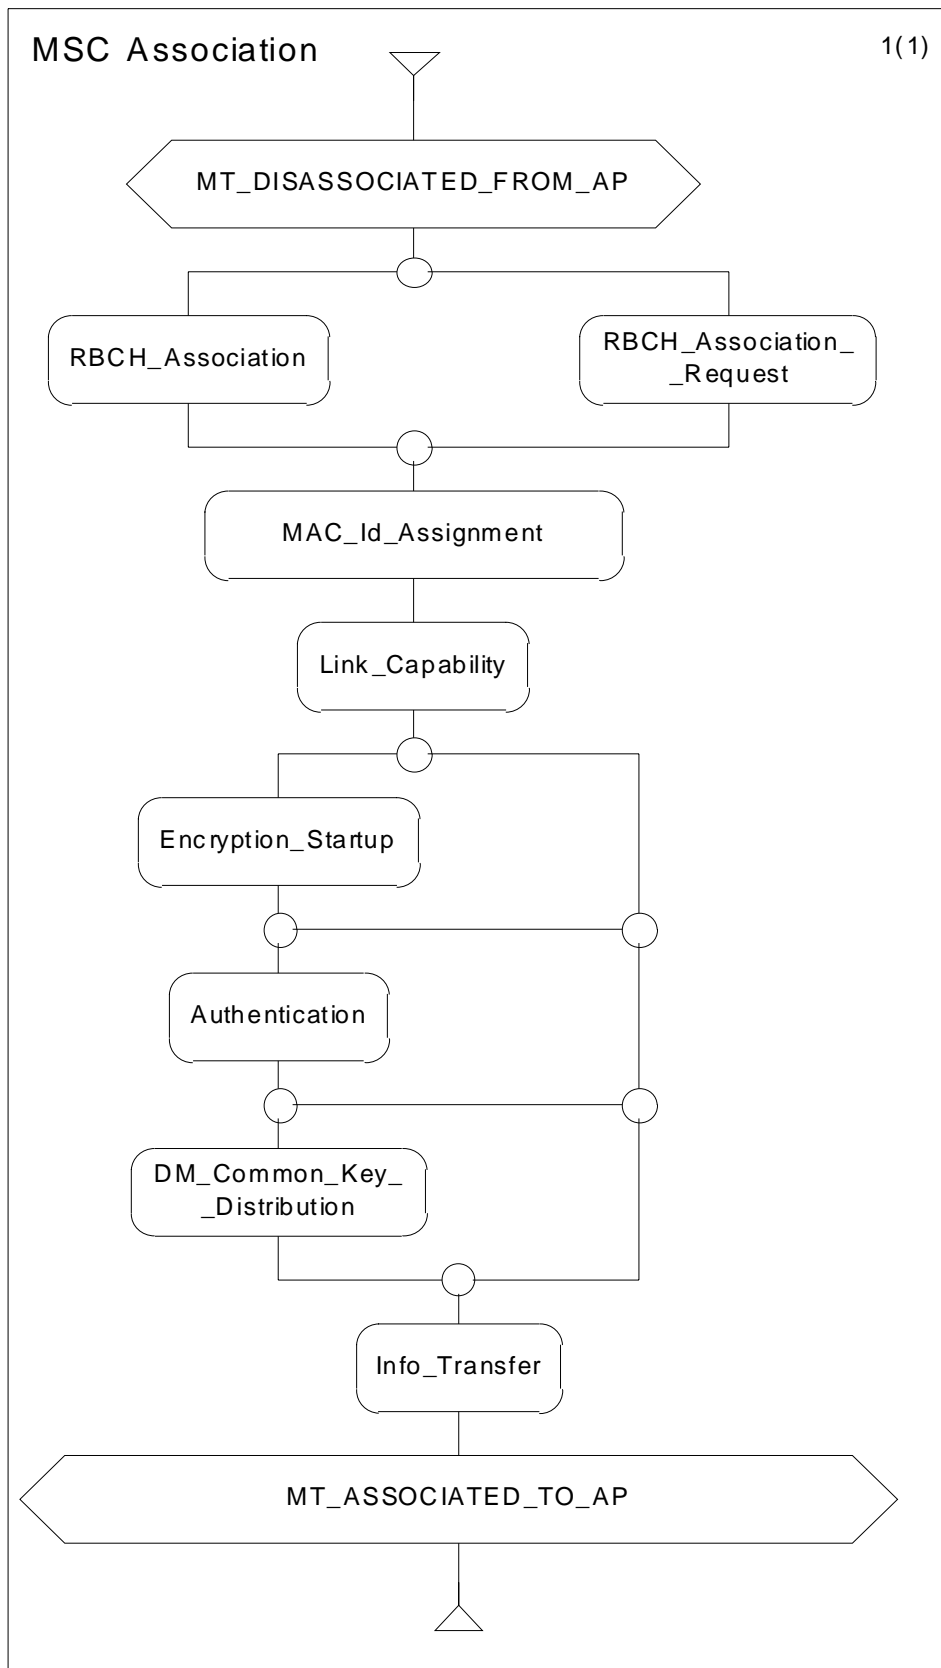 MSC Association
1(1)
MT_DISASSOCIATED_FROM_AP
RBCH_Association
RBCH_Association_
_Request
MAC_Id_Assignment
Link_Capability
Encryption_Startup
Authentication
DM_Common_Key_
_Distribution
Info_Transfer
MT_ASSOCIATED_TO_AP